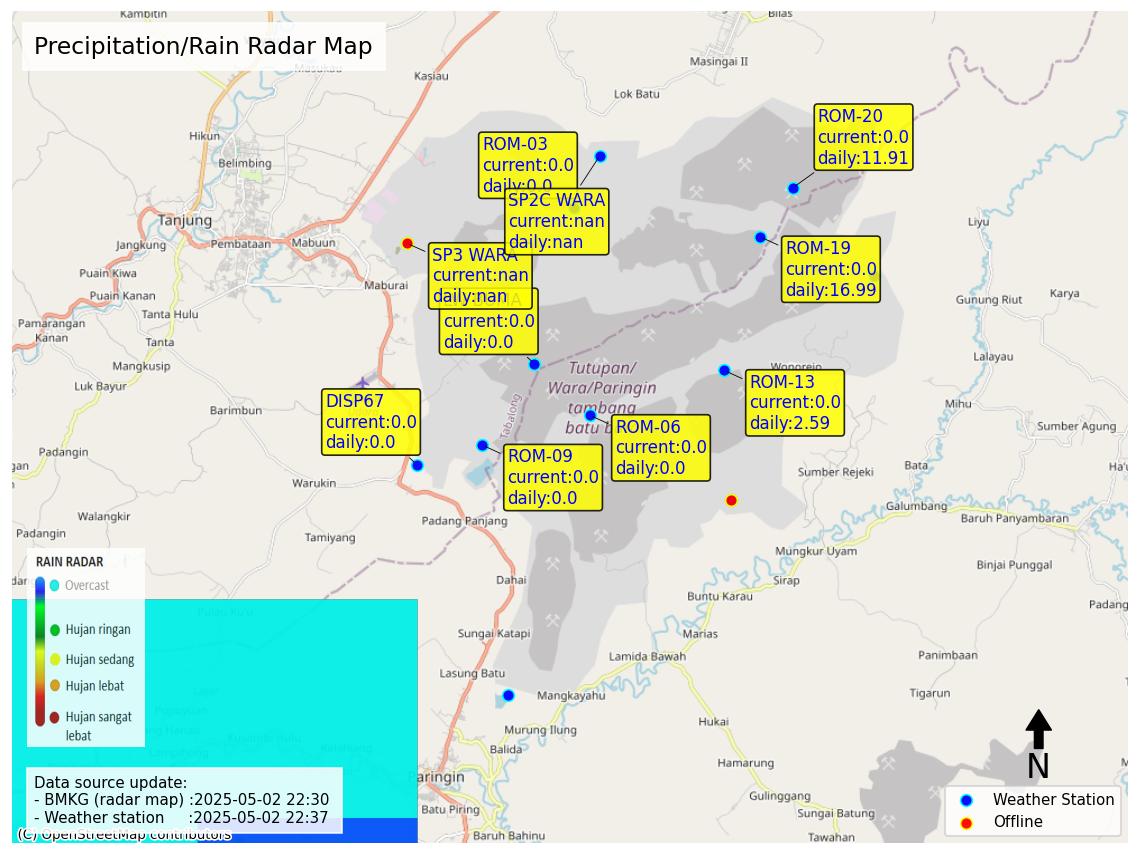 Precipitation/Rain Radar Map
Kambitin
Bilas
Masingai II
Masukau
Kasiau
Lok Batu
Hikun
Belimbing
ROM-03
current:0.0
daily:0.0
ROM-20
current:0.0
daily:11.91
SP2C WARA
current:nan
daily:nan
Tanjung
Jangkung
Pembataan
Mabuun
Liyu
ROM-19
current:0.0
daily:16.99
SP3 WARA
current:nan
daily:nan
Puain Kiwa
Maburai
Puain Kanan
Tanta Hulu
Gunung Riut
Karya
current:0.0
daily:0.0
Pamarangan
Kanan
Tanta
Mangkusip
Lalayau
Tutupan/
Wara/Paringin
tambang
batu b
Wonorejo
Luk Bayur
Barimbun
Tabalong
ROM-13
current:0.0
daily:2.59
Mihu
DISP67
current:0.0
daily:0.0
ROM-06
current:0.0
daily:0.0
Sumber Agung
Padangin
ROM-09
current:0.0
daily:0.0
Sumber Rejeki
Bata
Warukin
Galumbang
Walangkir
Padang Panjang
Baruh Panyambaran
Padangin
Tamiyang
Mungkur Uyam
Binjai Punggal
RAIN RADAR
Overcast
Hujan ringan
Hujan sedang
Hujan lebat
Hujan sangat
lebat
Dahai
Sirap
Buntu Karau
Padang
Pulau Ku'u
Sungai Katapi
Marias
Lamida Bawah
Panimbaan
Lasung Batu
Mangkayahu
Tigarun
Murung Ilung
Hukai
Balida
Hamarung
N
Data source update:
- BMKG (radar map) :2025-05-02 22:30
- Weather station :2025-05-02 22:37
(C) OpenStreetMap contributors
Paringin
Batu Piring
Baruh Bahinu
Gulinggang
Sungai Batung
Tawahan
Weather Station
Offline